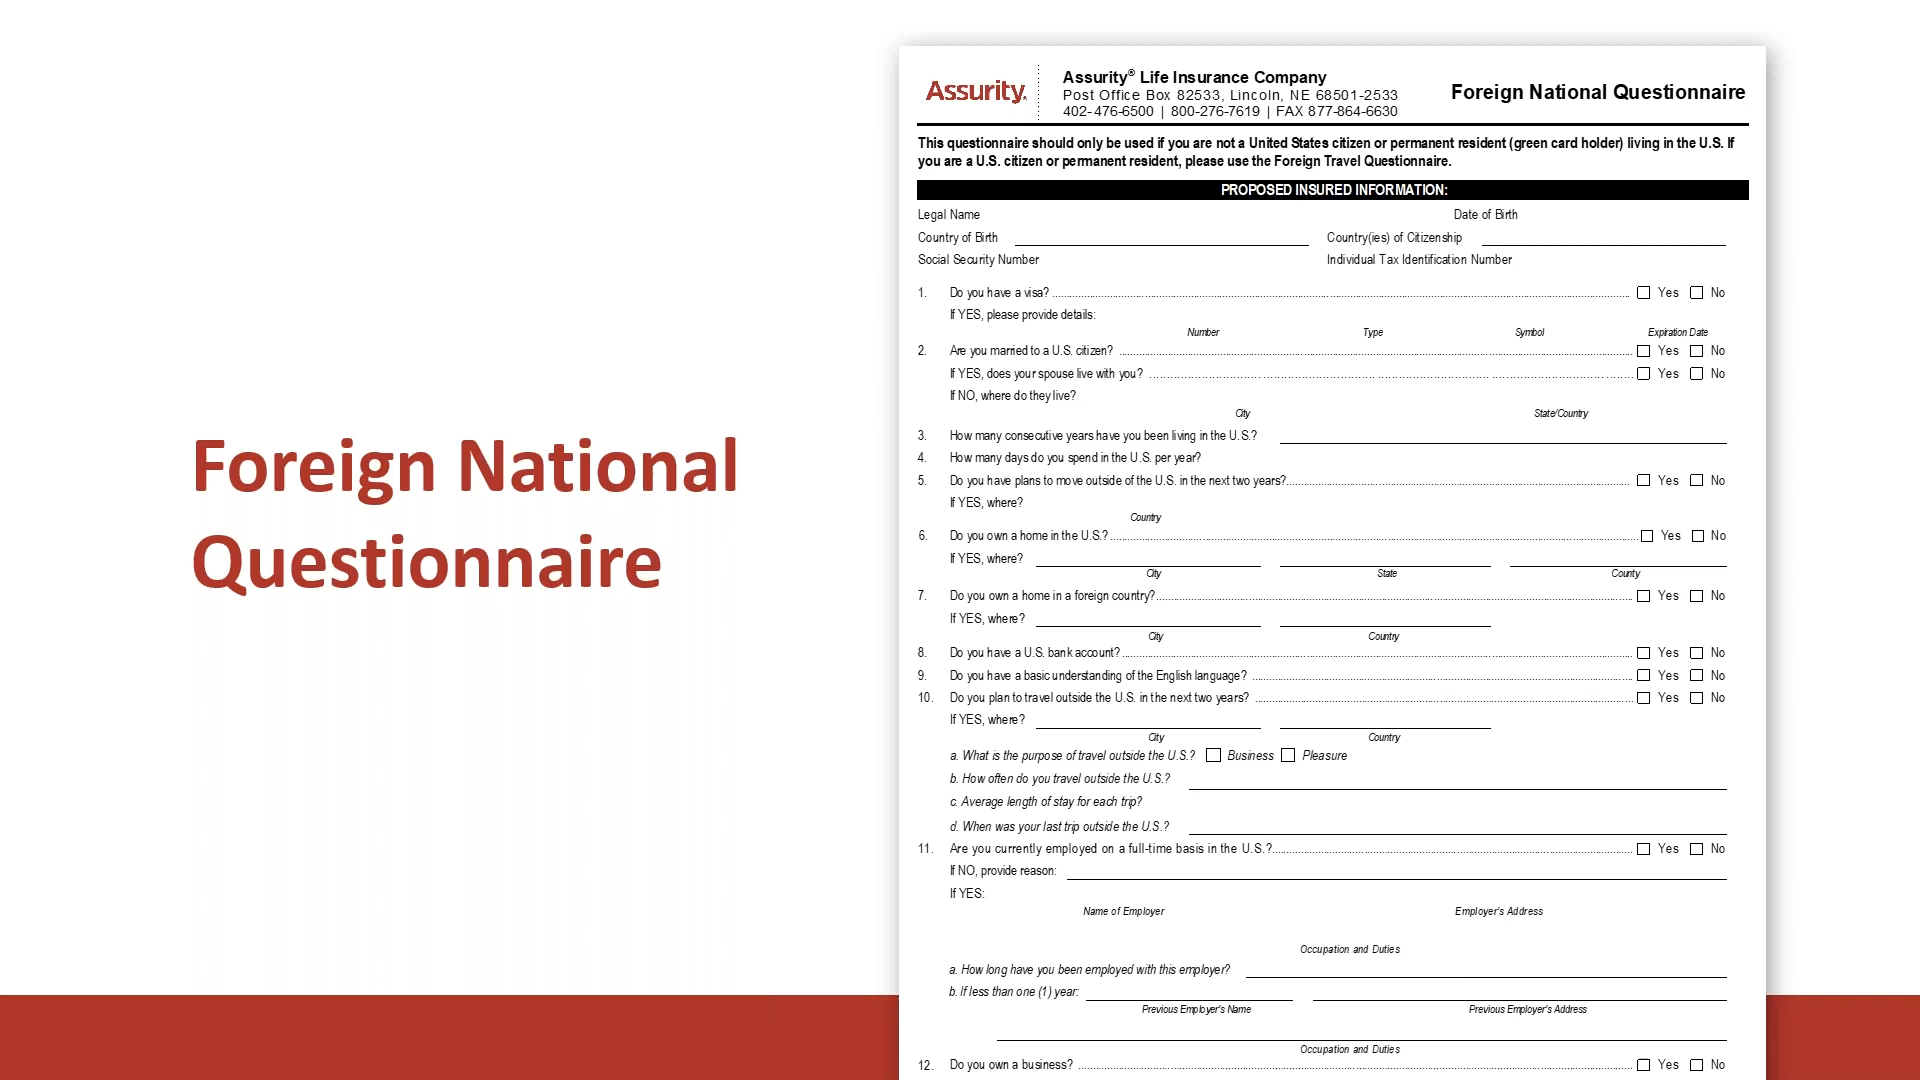 Foreign National
Questionnaire
Assurity
Assurity® Life Insurance Company
Post Office Box 82533, Lincoln, NE 68501-2533
402-476-6500 | 800-276-7619 | FAX 877-864-6630
Foreign National Questionnaire
This questionnaire should only be used if you are not a United States citizen or permanent resident (green card holder) living in the U.S. If
you are a U.S. citizen or permanent resident, please use the Foreign Travel Questionnaire.
PROPOSED INSURED INFORMATION:
Legal Name Date of Birth
Country of Birth Country(ies) of Citizenship
Social Security Number Individual Tax Identification Number
1. Do you have a visa? Yes No
If YES, please provide details:
Number Type Symbol Expiration Date
2. Are you married to a U.S. citizen? Yes No
If YES, does your spouse live with you? Yes No
If NO, where do they live?
City State/Country
3. How many consecutive years have you been living in the U.S.?
4. How many days do you spend in the U.S. per year?
5. Do you have plans to move outside of the U.S. in the next two years? Yes No
If YES, where?
Country
6. Do you own a home in the U.S.? Yes No
If YES, where?
City State County
7. Do you own a home in a foreign country? Yes No
If YES, where?
City Country
8. Do you have a U.S. bank account? Yes No
9. Do you have a basic understanding of the English language? Yes No
10. Do you plan to travel outside the U.S. in the next two years? Yes No
If YES, where?
City Country
a. What is the purpose of travel outside the U.S.? Business Pleasure
b. How often do you travel outside the U.S.?
c. Average length of stay for each trip?
d. When was your last trip outside the U.S.?
11. Are you currently employed on a full-time basis in the U.S.? Yes No
If NO, provide reason:
If YES:
Name of Employer Employer's Address
Occupation and Duties
a. How long have you been employed with this employer?
b. If less than one (1) year:
Previous Employer's Name Previous Employer's Address
Occupation and Duties
12. Do you own a business? Yes No